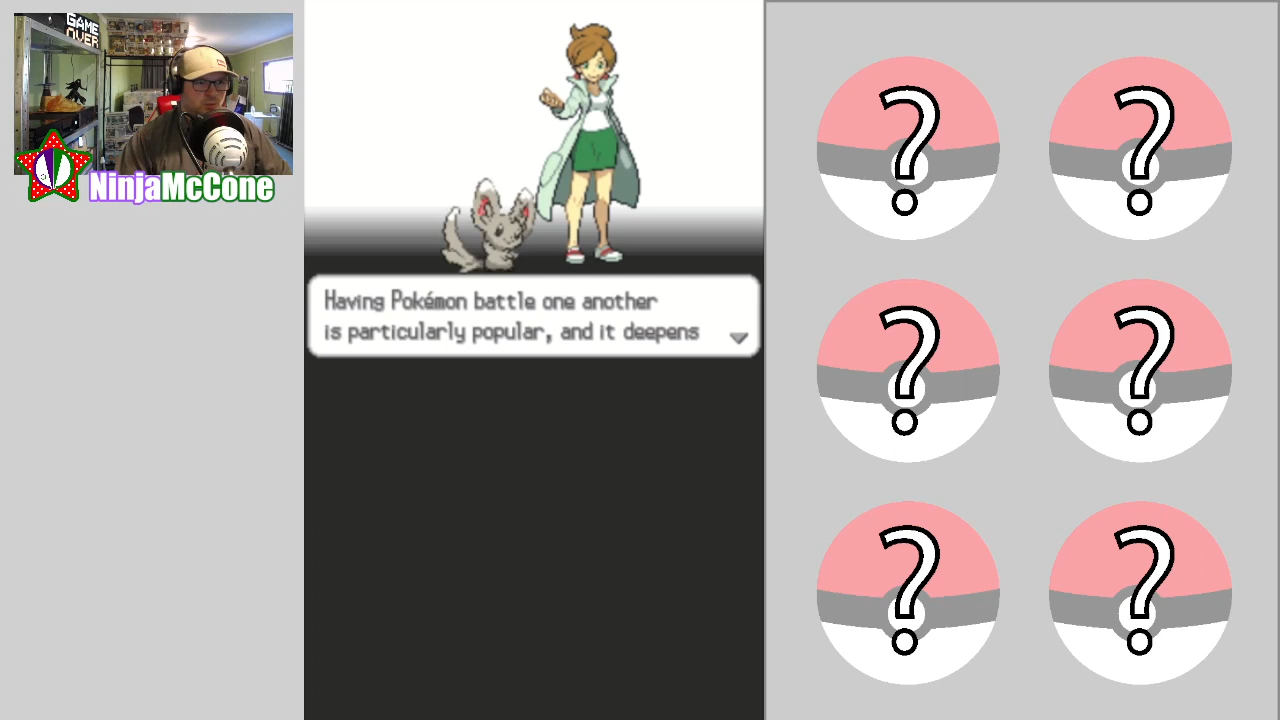 GAME
OVER
NinjaMcCone
Having Pokémon battle one another
is particularly popular, and it deepens
?
?
?
?
?
?